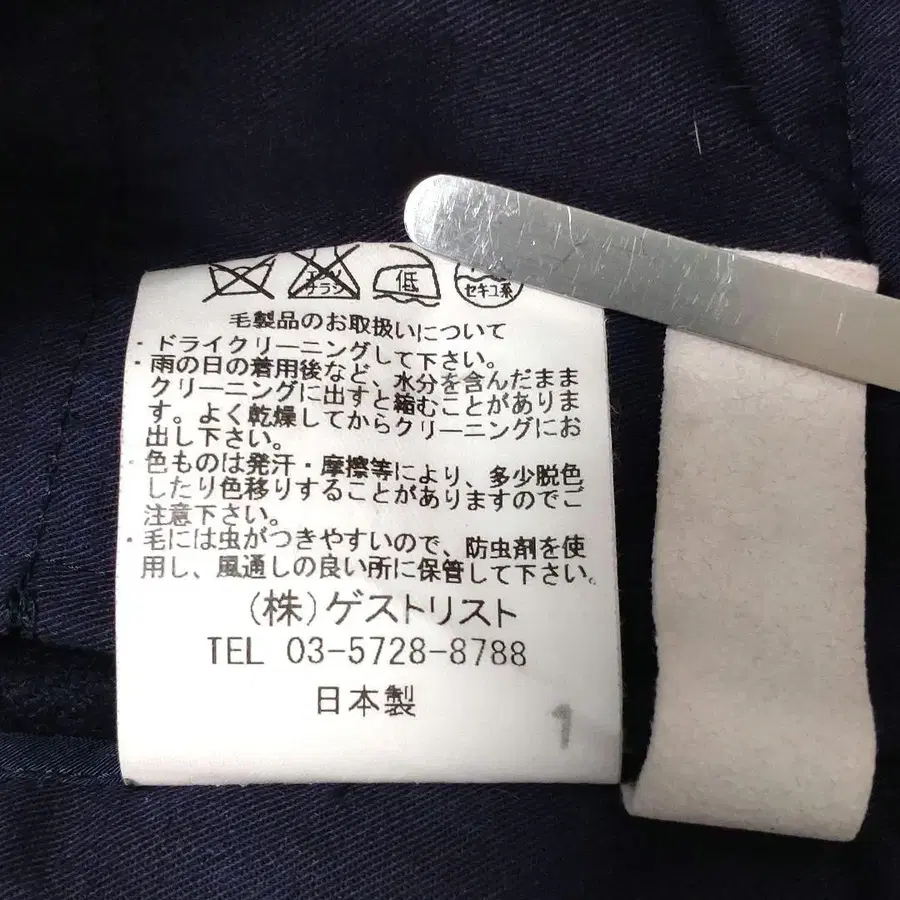 エンソ
サラシ
低
セキユ系
毛製品のお取扱いについて
・ドライクリーニングして下さい。
・雨の日の着用後など、水分を含んだまま
クリーニングに出すと縮むことがありま
す。よく乾燥してからクリーニングにお
出し下さい。
・色ものは発汗・摩擦等により、多少脱色
したり色移りすることがありますのでご
注意下さい。
・毛には虫がつきやすいので、防虫剤を使
用し、風通しの良い所に保管して下さい。
(株)ゲストリスト
TEL 03-5728-8788
日本製
1